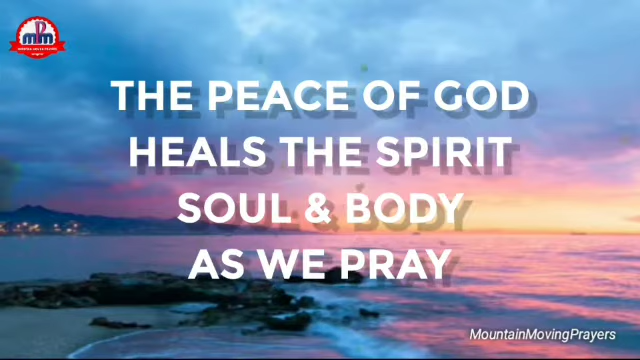 THE PEACE OF GOD
HEALS THE SPIRIT
SOUL & BODY
AS WE PRAY
MountainMovingPrayers